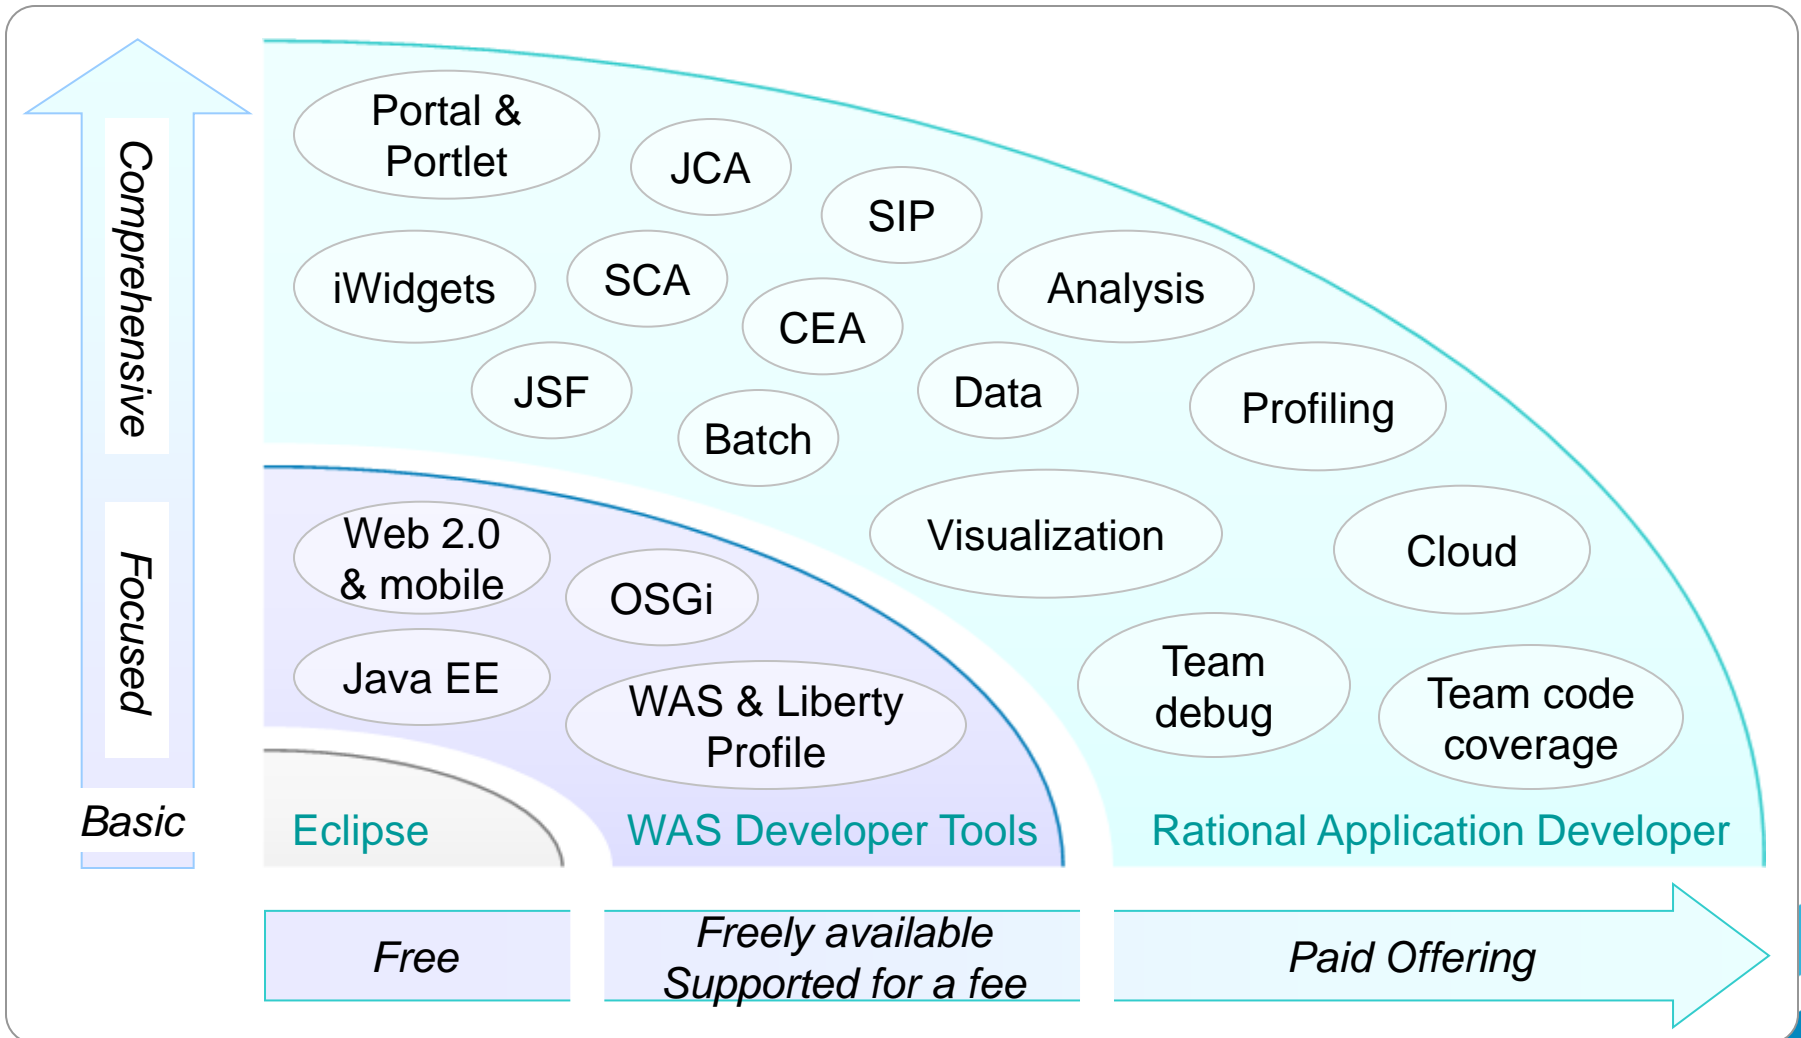 Comprehensive
Focused
Basic
Portal &
Portlet
JCA
SIP
iWidgets
SCA
CEA
Analysis
JSF
Batch
Data
Profiling
Visualization
Cloud
Team
debug
Team code
coverage
Web 2.0
& mobile
OSGi
Java EE
WAS & Liberty
Profile
Eclipse
WAS Developer Tools
Rational Application Developer
Free
Freely available
Supported for a fee
Paid Offering